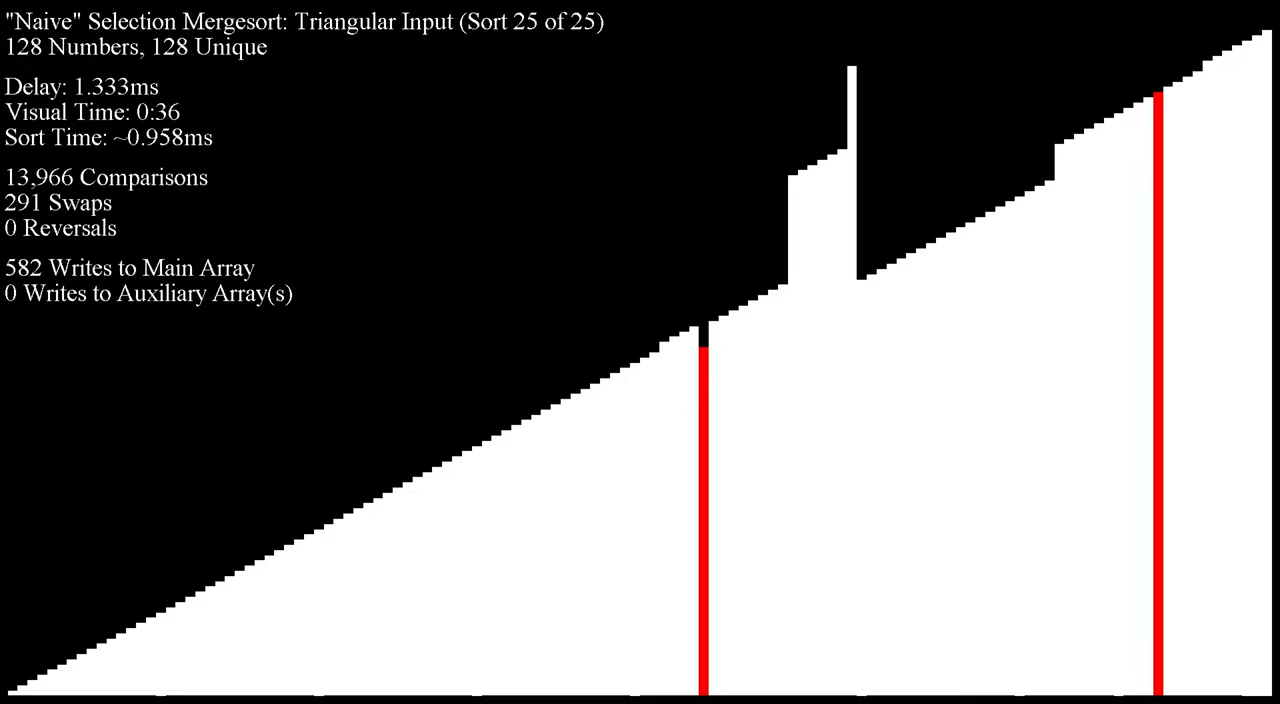 "Naive" Selection Mergesort: Triangular Input (Sort 25 of 25)
128 Numbers, 128 Unique
Delay: 1.333ms
Visual Time: 0:36
Sort Time: ~0.958ms
13,966 Comparisons
291 Swaps
0 Reversals
582 Writes to Main Array
0 Writes to Auxiliary Array(s)